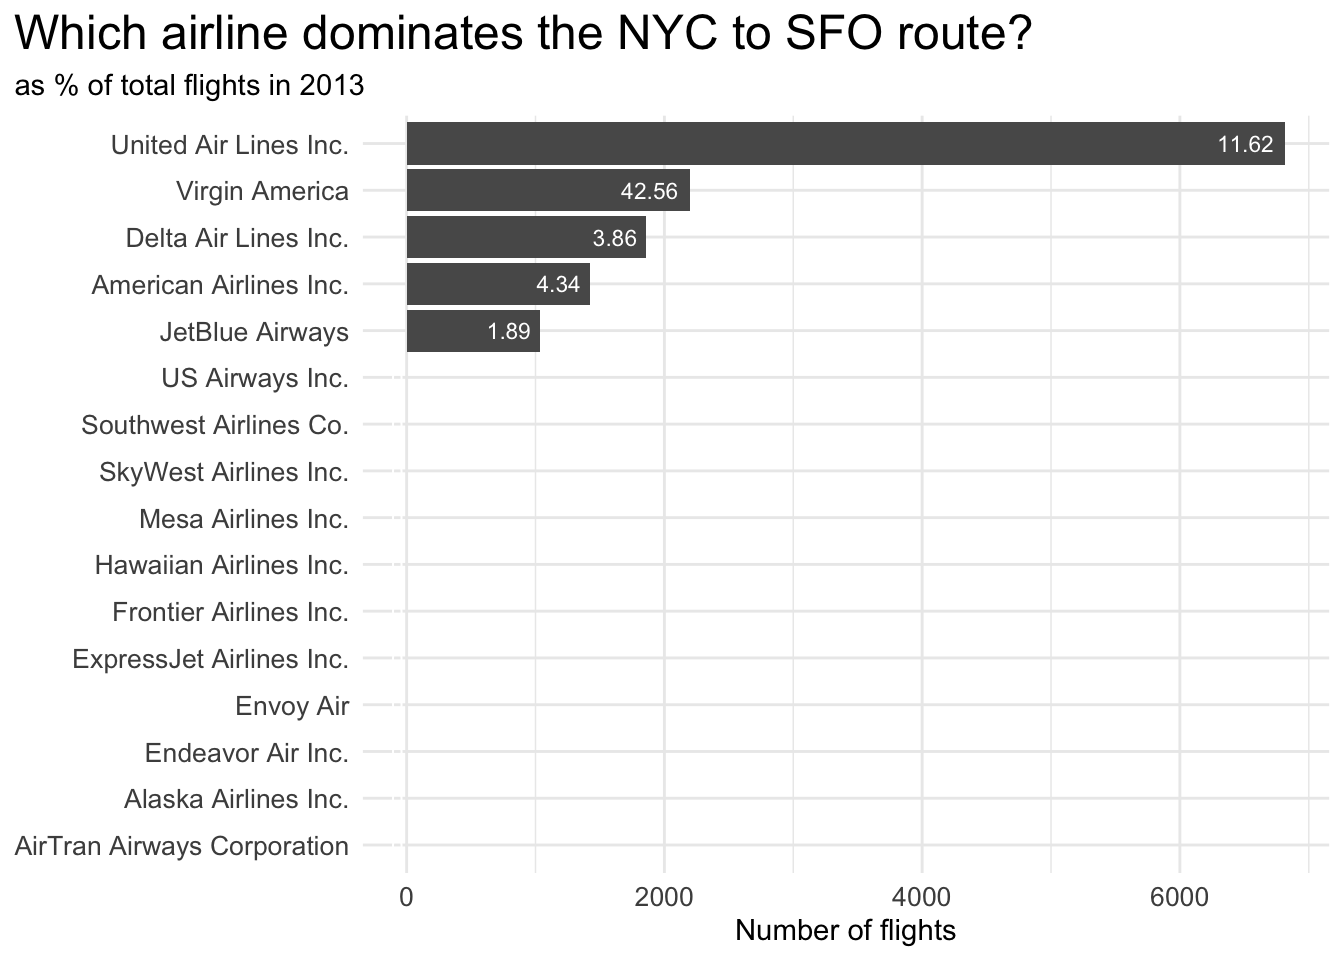 Which airline dominates the NYC to SFO route?
as % of total flights in 2013
United Air Lines Inc. 11.62
Virgin America 42.56
Delta Air Lines Inc. 3.86
American Airlines Inc. 4.34
JetBlue Airways 1.89
US Airways Inc.
Southwest Airlines Co.
SkyWest Airlines Inc.
Mesa Airlines Inc.
Hawaiian Airlines Inc.
Frontier Airlines Inc.
ExpressJet Airlines Inc.
Envoy Air
Endeavor Air Inc.
Alaska Airlines Inc.
AirTran Airways Corporation
0 2000 4000 6000
Number of flights